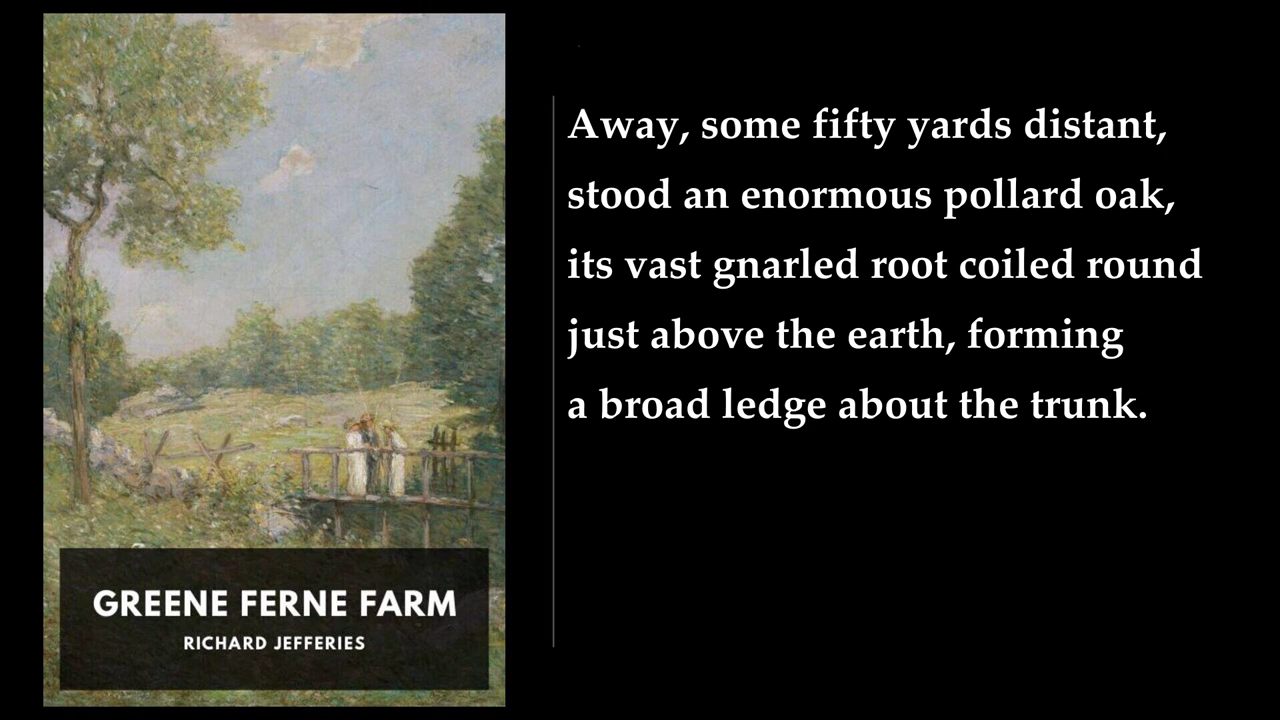 Away, some fifty yards distant,
stood an enormous pollard oak,
its vast gnarled root coiled round
just above the earth, forming
a broad ledge about the trunk.
GREENE FERNE FARM
RICHARD JEFFERIES